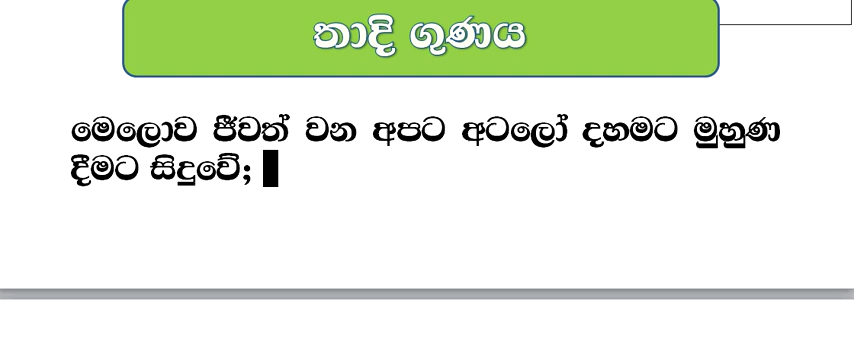 තාදි ගුණය
මෙලොව ජීවත් වන අපට අටලෝ දහමට මුහුණ
දීමට සිදුවේ;